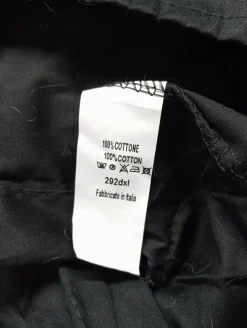 100%COTTONE
100%COTTON
292dxl
Fabbricato in Italia